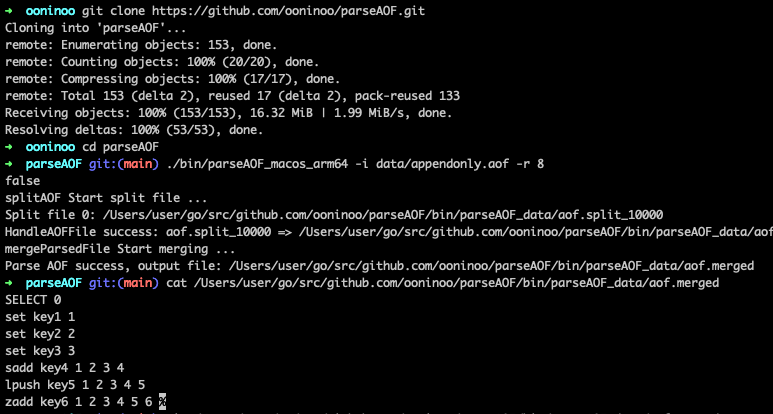 ➜ ooninoo git clone https://github.com/ooninoo/parseAOF.git
Cloning into 'parseAOF'...
remote: Enumerating objects: 153, done.
remote: Counting objects: 100% (20/20), done.
remote: Compressing objects: 100% (17/17), done.
remote: Total 153 (delta 2), reused 17 (delta 2), pack-reused 133
Receiving objects: 100% (153/153), 16.32 MiB | 1.99 MiB/s, done.
Resolving deltas: 100% (53/53), done.
➜ ooninoo cd parseAOF
➜ parseAOF git:(main) ./bin/parseAOF_macos_arm64 -i data/appendonly.aof -r 8
false
splitAOF Start split file ...
Split file 0: /Users/user/go/src/github.com/ooninoo/parseAOF/bin/parseAOF_data/aof.split_10000
HandleAOFFile success: aof.split_10000 => /Users/user/go/src/github.com/ooninoo/parseAOF/bin/parseAOF_data/aof
mergeParsedFile Start merging ...
Parse AOF success, output file: /Users/user/go/src/github.com/ooninoo/parseAOF/bin/parseAOF_data/aof.merged
➜ parseAOF git:(main) cat /Users/user/go/src/github.com/ooninoo/parseAOF/bin/parseAOF_data/aof.merged
SELECT 0
set key1 1
set key2 2
set key3 3
sadd key4 1 2 3 4
lpush key5 1 2 3 4 5
zadd key6 1 2 3 4 5 6 %